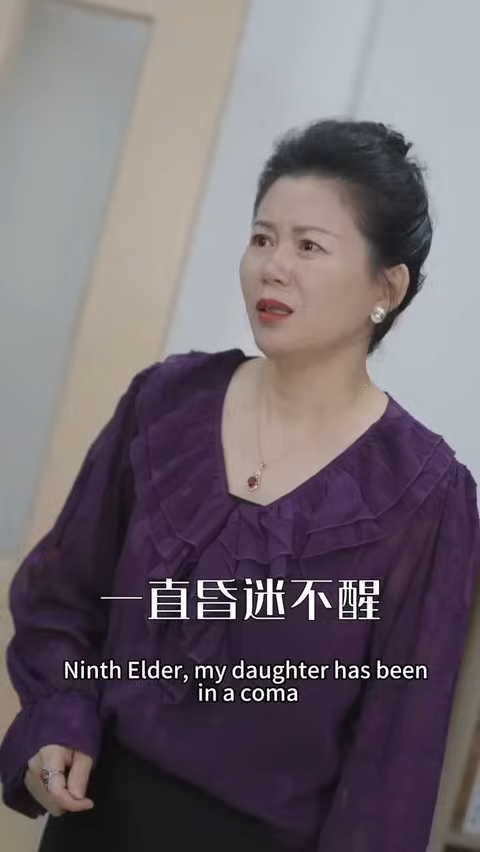 一直昏迷不醒
Ninth Elder, my daughter has been
in a coma